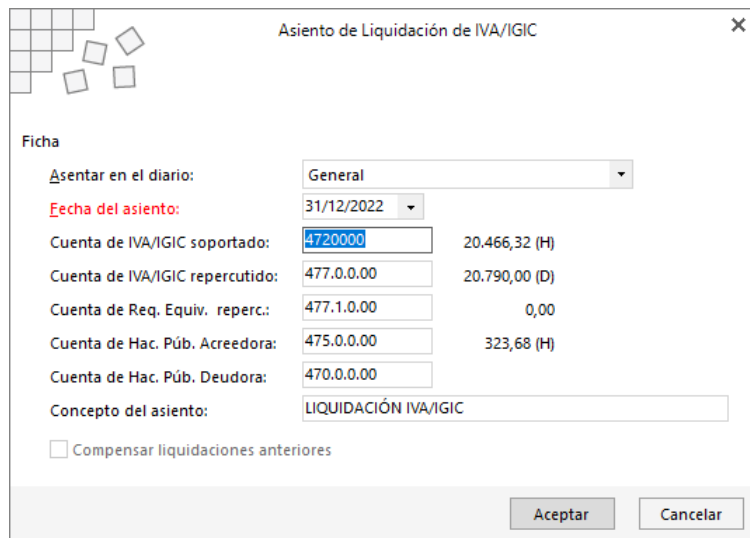 Asiento de Liquidación de IVA/IGIC
Ficha
Asentar en el diario: General
Fecha del asiento: 31/12/2022
Cuenta de IVA/IGIC soportado: 4720000 20.466,32 (H)
Cuenta de IVA/IGIC repercutido: 477.0.0.00 20.790,00 (D)
Cuenta de Req. Equiv. reperc.: 477.1.0.00 0,00
Cuenta de Hac. Púb. Acreedora: 475.0.0.00 323,68 (H)
Cuenta de Hac. Púb. Deudora: 470.0.0.00
Concepto del asiento: LIQUIDACIÓN IVA/IGIC
Compensar liquidaciones anteriores
Aceptar Cancelar